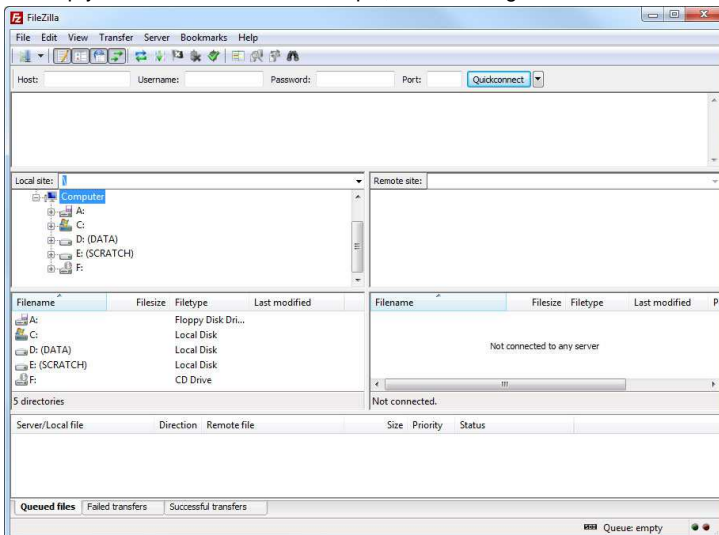 FileZilla
File Edit View Transfer Server Bookmarks Help
Host: Username: Password: Port: Quickconnect
Local site: \ Remote site:
Computer
A:
C:
D: (DATA)
E: (SCRATCH)
F:
Filename Filesize Filetype Last modified Filename Filesize Filetype Last modified P
A: Floppy Disk Dri...
C: Local Disk
D: (DATA) Local Disk
E: (SCRATCH) Local Disk
F: CD Drive
Not connected to any server
5 directories Not connected.
Server/Local file Direction Remote file Size Priority Status
Queued files Failed transfers Successful transfers
Queue: empty